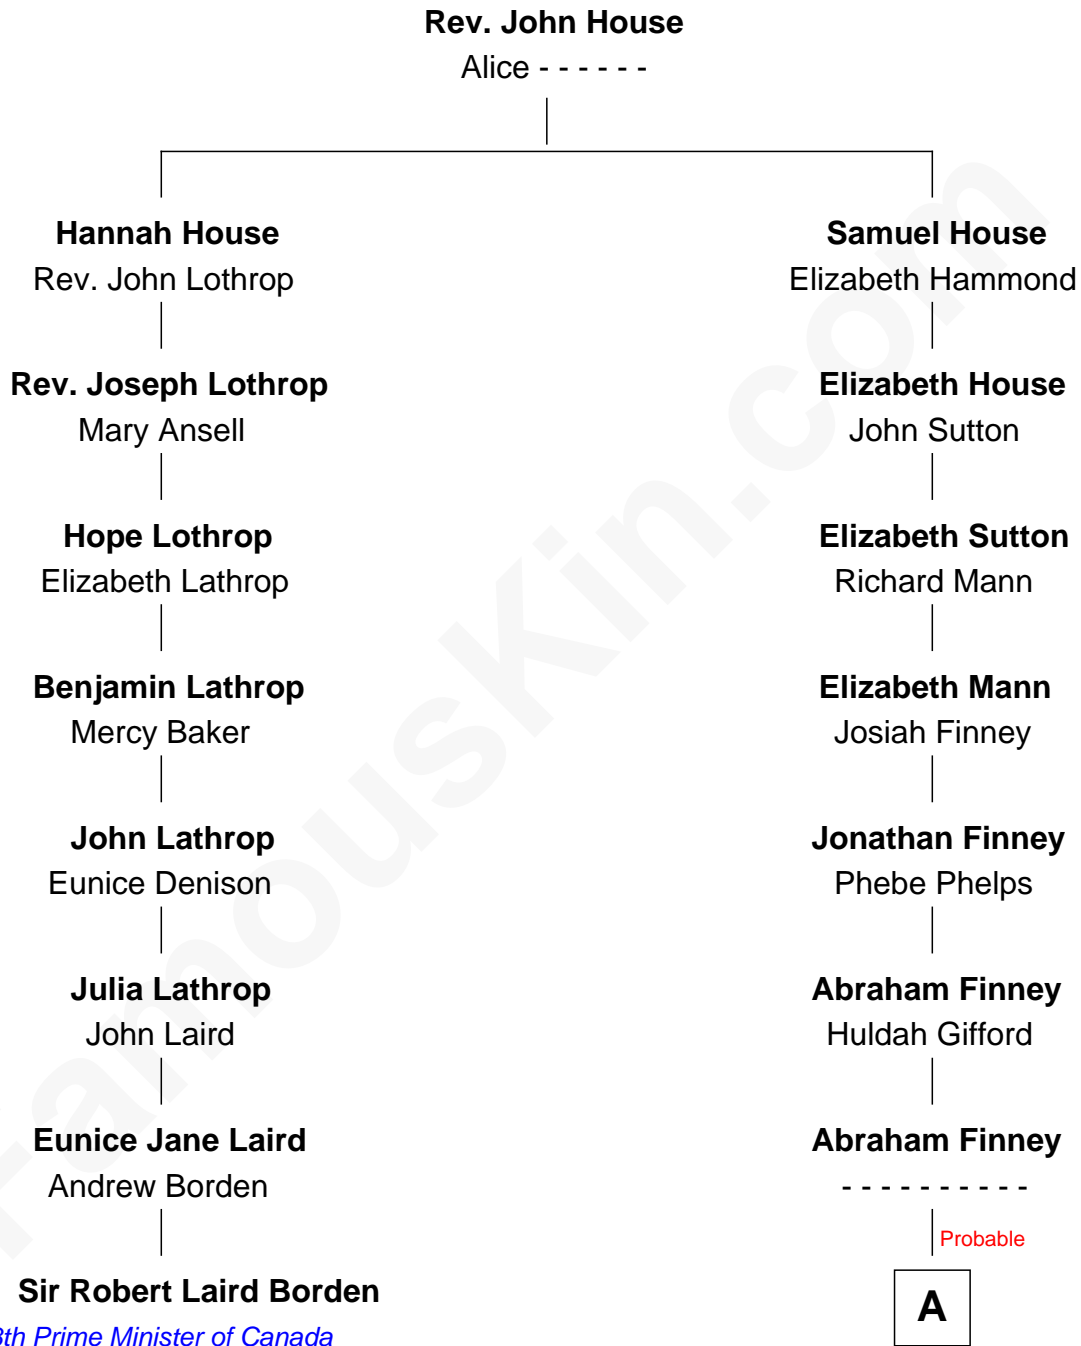 Rev. John House
Alice - - - - - -
Hannah House
Rev. John Lothrop
Samuel House
Elizabeth Hammond
Rev. Joseph Lothrop
Mary Ansell
Elizabeth House
John Sutton
Hope Lothrop
Elizabeth Lathrop
Elizabeth Sutton
Richard Mann
Benjamin Lathrop
Mercy Baker
Elizabeth Mann
Josiah Finney
John Lathrop
Eunice Denison
Jonathan Finney
Phebe Phelps
Julia Lathrop
John Laird
Abraham Finney
Huldah Gifford
Eunice Jane Laird
Andrew Borden
Abraham Finney
- - - - - - - - - -
Probable
Sir Robert Laird Borden
8th Prime Minister of Canada
A
FamousKin.com